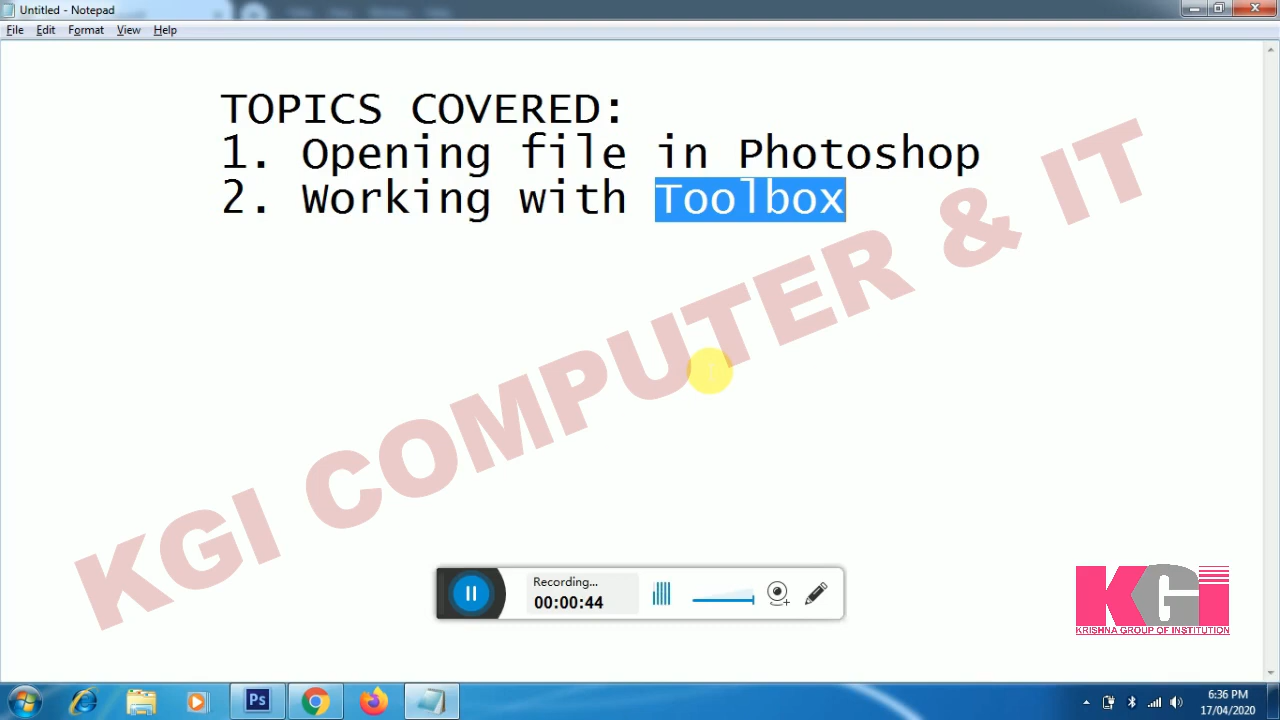 Untitled - Notepad
File Edit Format View Help
TOPICS COVERED:
1. Opening file in Photoshop
2. Working with Toolbox
KGI COMPUTER & IT
Recording...
00:00:44
KGI
KRISHNA GROUP OF INSTITUTION
Ps
6:36 PM
17/04/2020